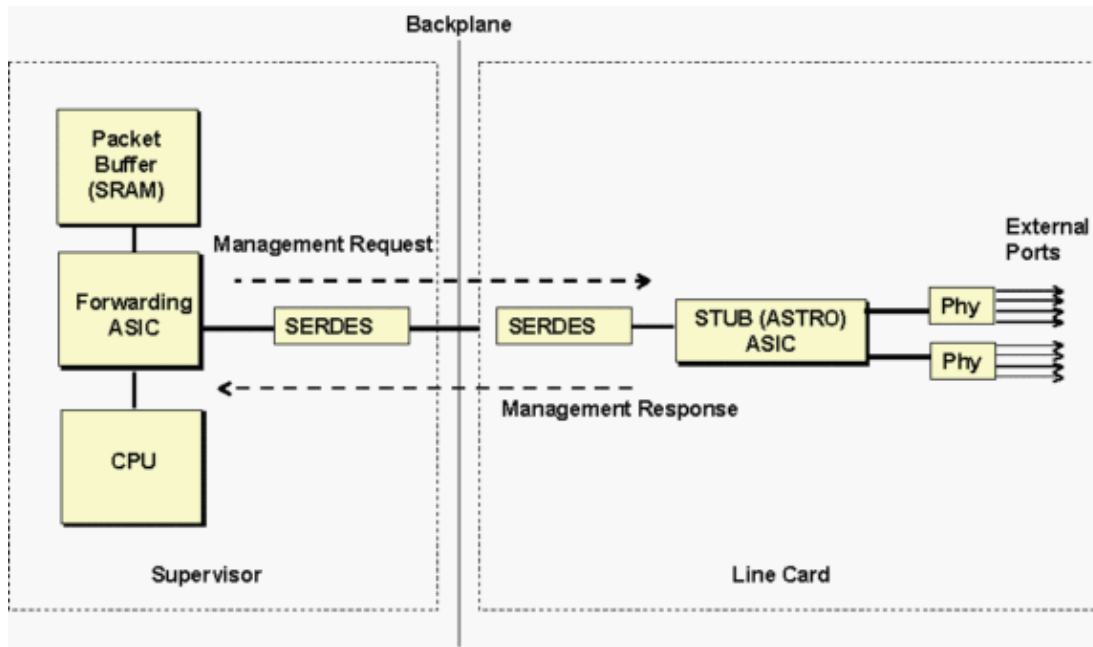 Backplane
Packet
Buffer
(SRAM)
Management Request
External
Ports
Forwarding
ASIC
SERDES
SERDES
STUB (ASTRO)
ASIC
Phy
Phy
Management Response
CPU
Supervisor
Line Card